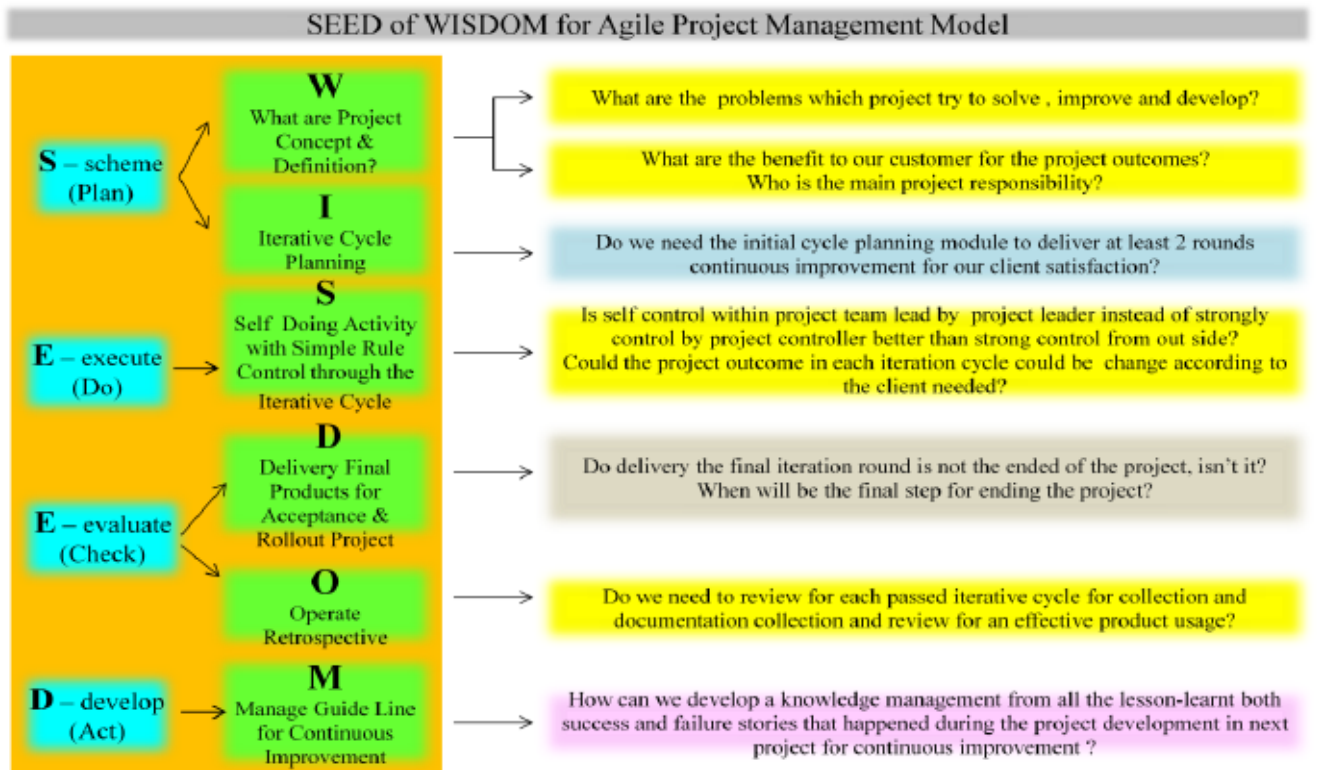 SEED of WISDOM for Agile Project Management Model
S – scheme
(Plan)
W
What are Project
Concept &
Definition?
What are the problems which project try to solve , improve and develop?
What are the benefit to our customer for the project outcomes?
Who is the main project responsibility?
I
Iterative Cycle
Planning
Do we need the initial cycle planning module to deliver at least 2 rounds
continuous improvement for our client satisfaction?
E – execute
(Do)
S
Self Doing Activity
with Simple Rule
Control through the
Iterative Cycle
Is self control within project team lead by project leader instead of strongly
control by project controller better than strong control from out side?
Could the project outcome in each iteration cycle could be change according to
the client needed?
E – evaluate
(Check)
D
Delivery Final
Products for
Acceptance &
Rollout Project
Do delivery the final iteration round is not the ended of the project, isn't it?
When will be the final step for ending the project?
O
Operate
Retrospective
Do we need to review for each passed iterative cycle for collection and
documentation collection and review for an effective product usage?
D – develop
(Act)
M
Manage Guide Line
for Continuous
Improvement
How can we develop a knowledge management from all the lesson-learnt both
success and failure stories that happened during the project development in next
project for continuous improvement ?